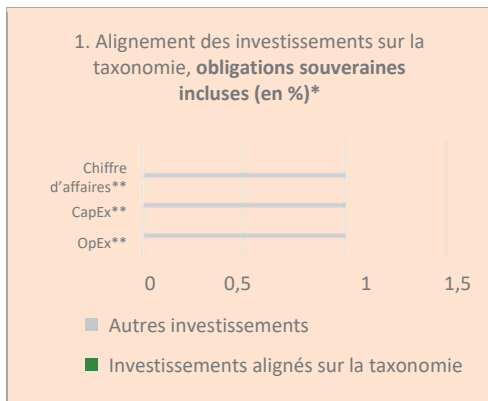 1. Alignement des investissements sur la
taxonomie, obligations souveraines
incluses (en %)*
Chiffre
d'affaires**
CapEx**
OpEx**
0 0,5 1 1,5
Autres investissements
Investissements alignés sur la taxonomie